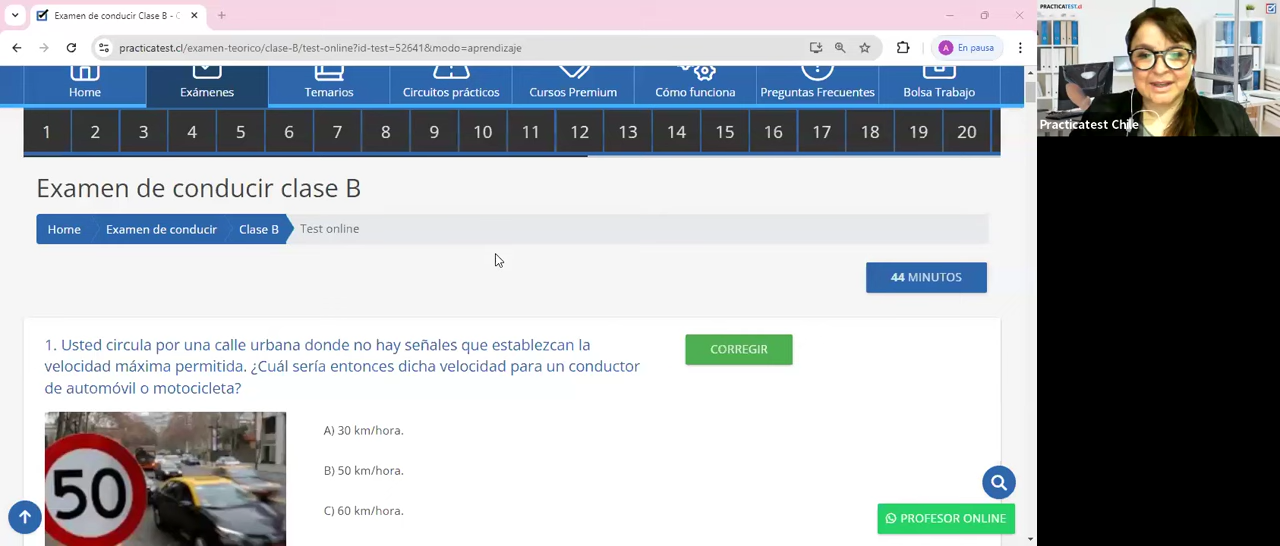 Examen de conducir Clase B - C
practicatest.cl/examen-teorico/clase-B/test-online?id-test=52641&modo=aprendizaje
A En pausa
PRACTICATEST.cl
Practicatest Chile
Home Exámenes Temarios Circuitos prácticos Cursos Premium Cómo funciona Preguntas Frecuentes Bolsa Trabajo
1 2 3 4 5 6 7 8 9 10 11 12 13 14 15 16 17 18 19 20
Examen de conducir clase B
Home Examen de conducir Clase B Test online
44 MINUTOS
1. Usted circula por una calle urbana donde no hay señales que establezcan la
velocidad máxima permitida. ¿Cuál sería entonces dicha velocidad para un conductor
de automóvil o motocicleta?
CORREGIR
50
A) 30 km/hora.
B) 50 km/hora.
C) 60 km/hora.
PROFESOR ONLINE